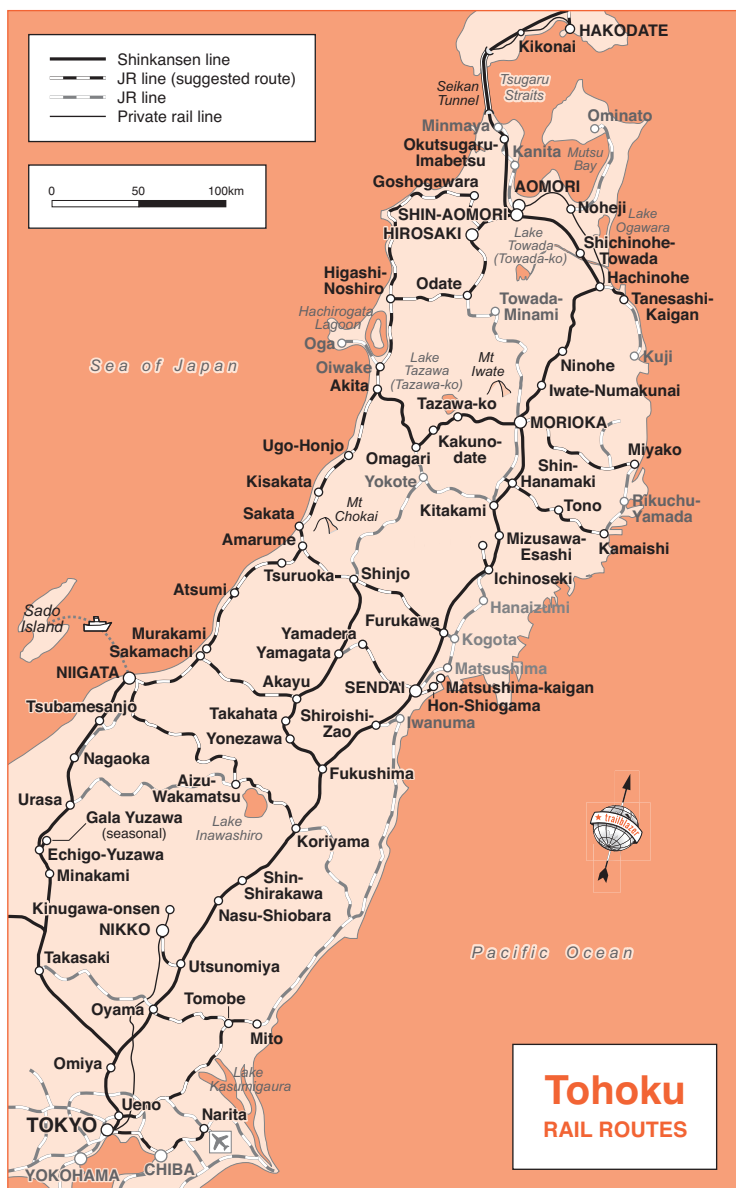 Shinkansen line
JR line (suggested route)
JR line
Private rail line
0
50
100km
HAKODATE
Kikonai
Seikan
Tunnel
Tsugaru
Straits
Minmaya
Ominato
Okutsugaru-
Imabetsu
Kanita
Mutsu
Bay
Goshogawara
AOMORI
SHIN-AOMORI
Noheji
HIROSAKI
Lake
Ogawara
Lake
Towada
(Towada-ko)
Shichinohe-
Towada
Higashi-
Noshiro
Odate
Hachinohe
Towada-
Minami
Tanesashi-
Kaigan
Hachirogata
Lagoon
Oga
Sea of Japan
Oiwake
Lake
Tazawa
(Tazawa-ko)
Mt
Iwate
Ninohe
Kuji
Akita
Iwate-Numakunai
Tazawa-ko
MORIOKA
Ugo-Honjo
Omagari
Kakuno-
date
Miyako
Shin-
Hanamaki
Yokote
Kisakata
Kitakami
Tono
Rikuchu-
Yamada
Mt
Chokai
Sakata
Amarume
Mizusawa-
Esashi
Kamaishi
Tsuruoka
Shinjo
Ichinoseki
Atsumi
Hanaizumi
Sado
Island
Furukawa
Murakami
Yamadera
Kogota
Sakamachi
Yamagata
Matsushima
NIIGATA
Akayu
SENDAI
Matsushima-kaigan
Hon-Shiogama
Tsubamesanjo
Takahata
Shiroishi-
Zao
Iwanuma
Yonezawa
Nagaoka
Fukushima
Aizu-
Wakamatsu
Urasa
Gala Yuzawa
(seasonal)
Lake
Inawashiro
Koriyama
trailblazer
Echigo-Yuzawa
Minakami
Shin-
Shirakawa
Kinugawa-onsen
Nasu-Shiobara
NIKKO
Pacific Ocean
Takasaki
Utsunomiya
Oyama
Tomobe
Mito
Omiya
Lake
Kasumigaura
Ueno
Narita
TOKYO
CHIBA
YOKOHAMA
Tohoku
RAIL ROUTES